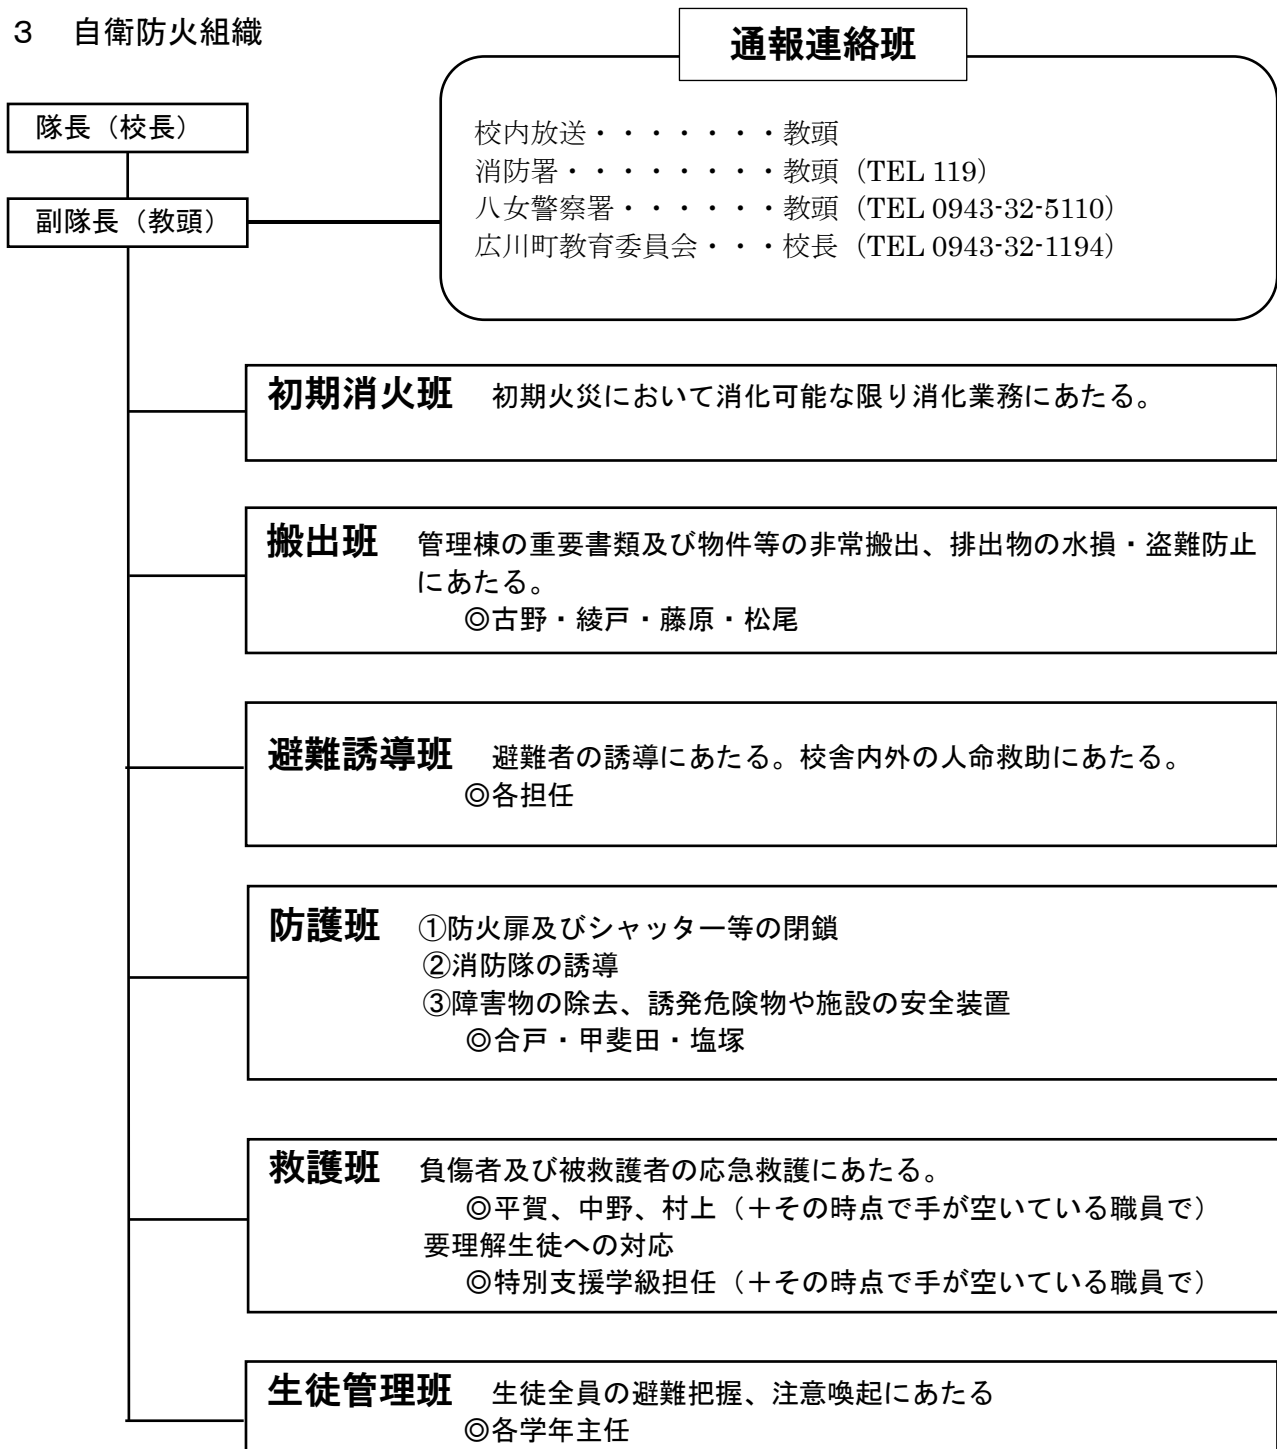 ３　自衛防火組織
通報連絡班
隊長（校長）
副隊長（教頭）
校内放送・・・・・・・教頭
消防署・・・・・・・・教頭（TEL 119）
八女警察署・・・・・・教頭（TEL 0943-32-5110）
広川町教育委員会・・・校長（TEL 0943-32-1194）
初期消火班　初期火災において消化可能な限り消化業務にあたる。
搬出班　管理棟の重要書類及び物件等の非常搬出、排出物の水損・盗難防止
にあたる。
◎古野・綾戸・藤原・松尾
避難誘導班　避難者の誘導にあたる。校舎内外の人命救助にあたる。
◎各担任
防護班　①防火扉及びシャッター等の閉鎖
②消防隊の誘導
③障害物の除去、誘発危険物や施設の安全装置
◎合戸・甲斐田・塩塚
救護班　負傷者及び被救護者の応急救護にあたる。
◎平賀、中野、村上（＋その時点で手が空いている職員で）
要理解生徒への対応
◎特別支援学級担任（＋その時点で手が空いている職員で）
生徒管理班　生徒全員の避難把握、注意喚起にあたる
◎各学年主任